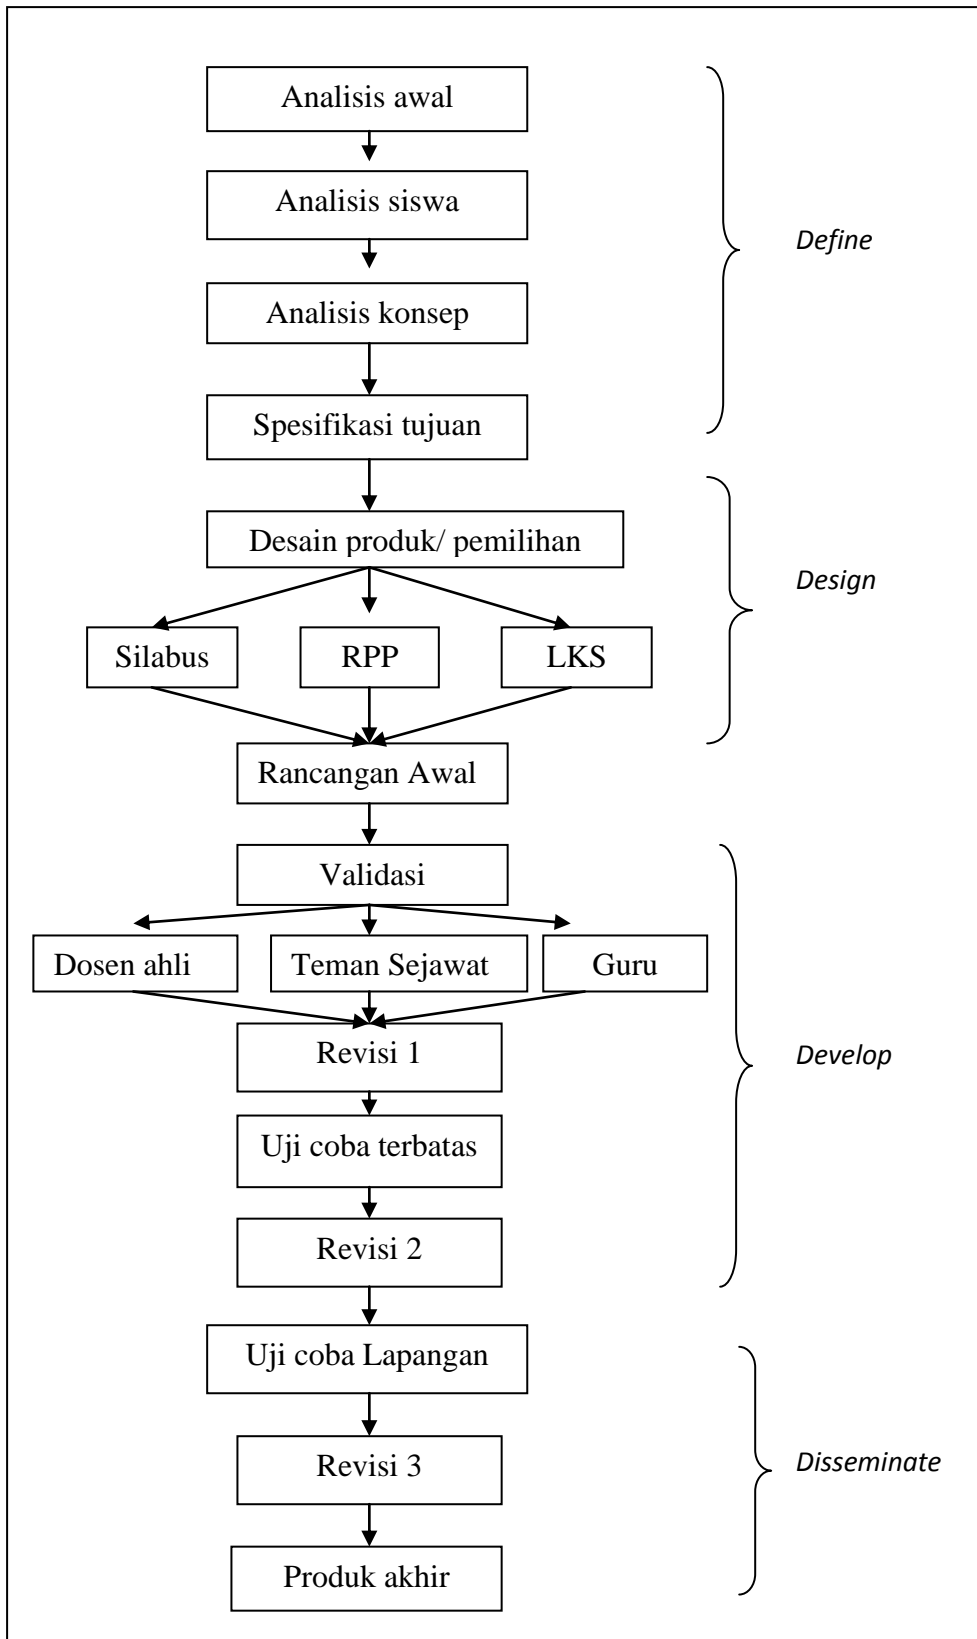 Analisis awal
Analisis siswa
Define
Analisis konsep
Spesifikasi tujuan
Desain produk/ pemilihan
Design
Silabus
RPP
LKS
Rancangan Awal
Validasi
Dosen ahli
Teman Sejawat
Guru
Revisi 1
Develop
Uji coba terbatas
Revisi 2
Uji coba Lapangan
Revisi 3
Disseminate
Produk akhir